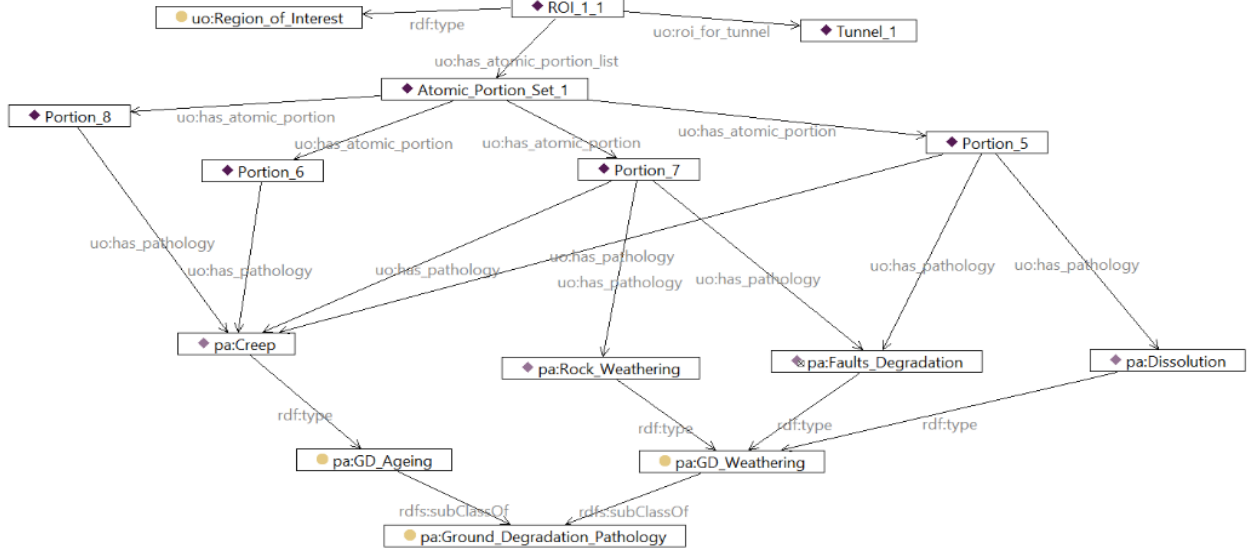 ROI_1_1
uo:Region_of_Interest
rdf:type
uo:roi_for_tunnel
Tunnel_1
uo:has_atomic_portion_list
Atomic_Portion_Set_1
Portion_8
uo:has_atomic_portion
uo:has_atomic_portion
uo:has_atomic_portion
uo:has_atomic_portion
Portion_5
Portion_6
Portion_7
uo:has_pathology
uo:has_pathology
uo:has_pathology
uo:has_pathology
uo:has_pathology
uo:has_pathology
uo:has_pathology
uo:has_pathology
pa:Creep
pa:Rock_Weathering
pa:Faults_Degradation
pa:Dissolution
rdf:type
rdf:type
rdf:type
rdf:type
pa:GD_Ageing
pa:GD_Weathering
rdfs:subClassOf
rdfs:subClassOf
pa:Ground_Degradation_Pathology